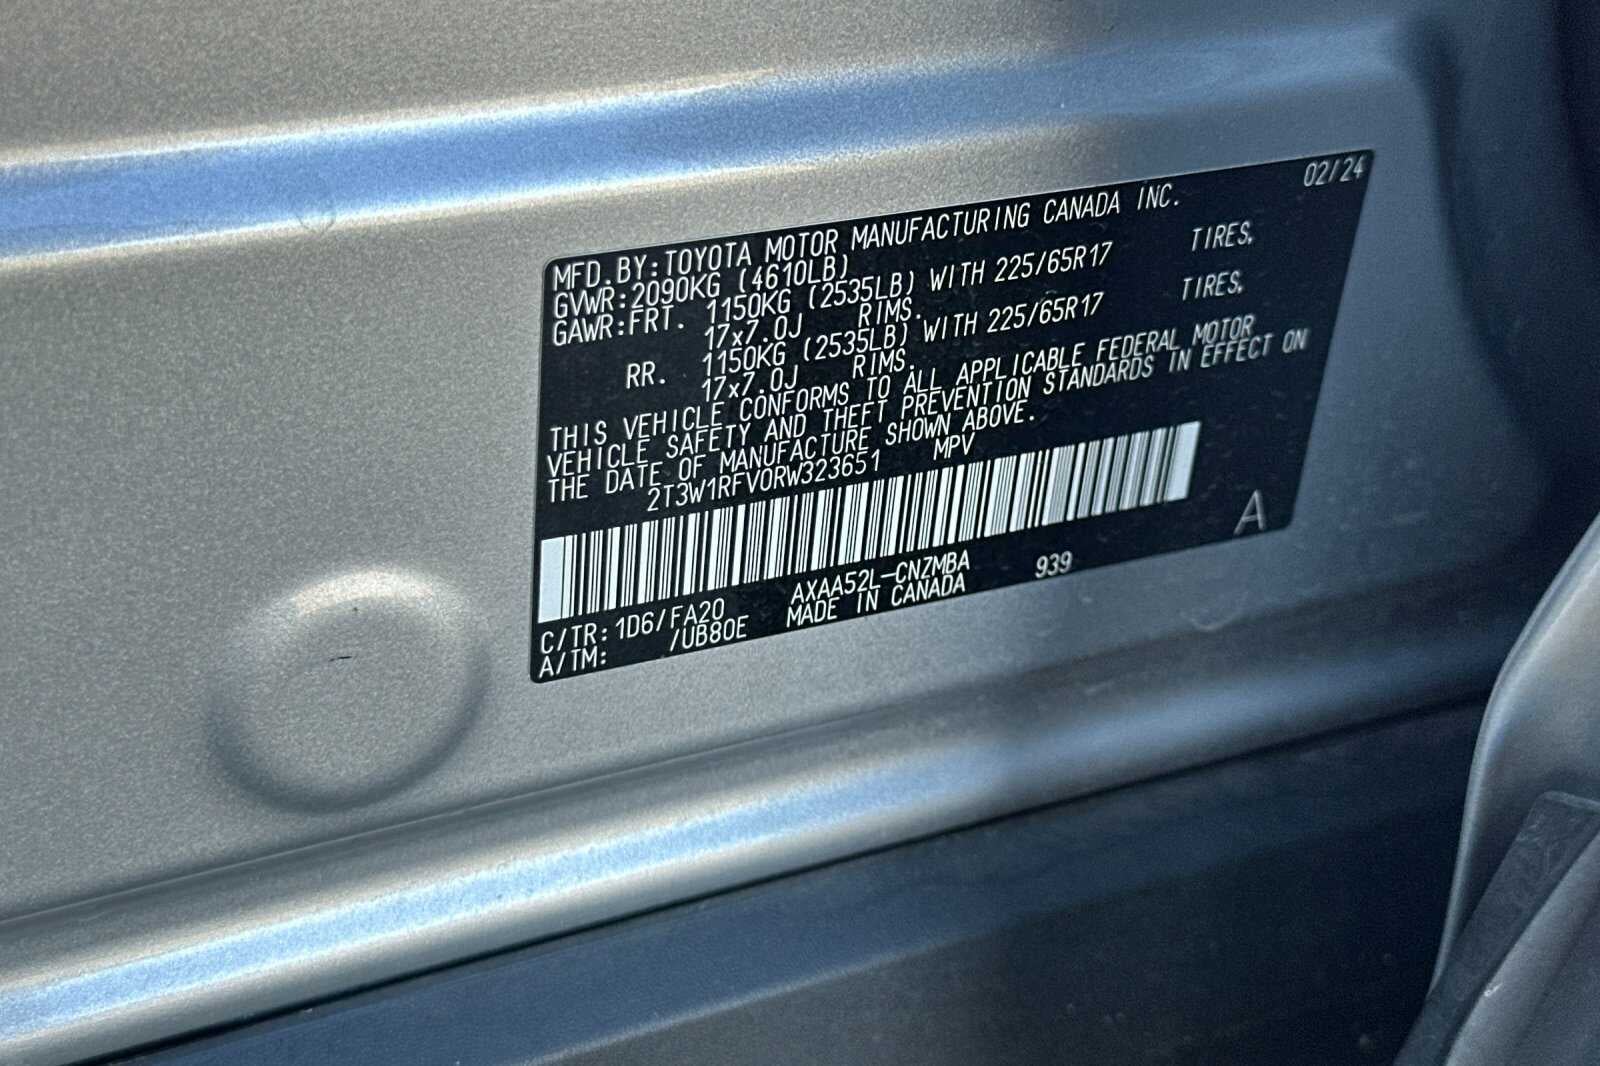 02/24
MFD.BY:TOYOTA MOTOR MANUFACTURING CANADA INC.
GVWR:2090KG (4610LB)
GAWR:FRT. 1150KG (2535LB) WITH 225/65R17 TIRES,
17x7.0J RIMS.
RR. 1150KG (2535LB) WITH 225/65R17 TIRES,
17x7.0J RIMS.
THIS VEHICLE CONFORMS TO ALL APPLICABLE FEDERAL MOTOR
VEHICLE SAFETY AND THEFT PREVENTION STANDARDS IN EFFECT ON
THE DATE OF MANUFACTURE SHOWN ABOVE.
2T3W1RFV0RW323651 MPV
A
C/TR:1D6/FA20 AXAA52L-CNZMBA 939
A/TM: /UB80E MADE IN CANADA